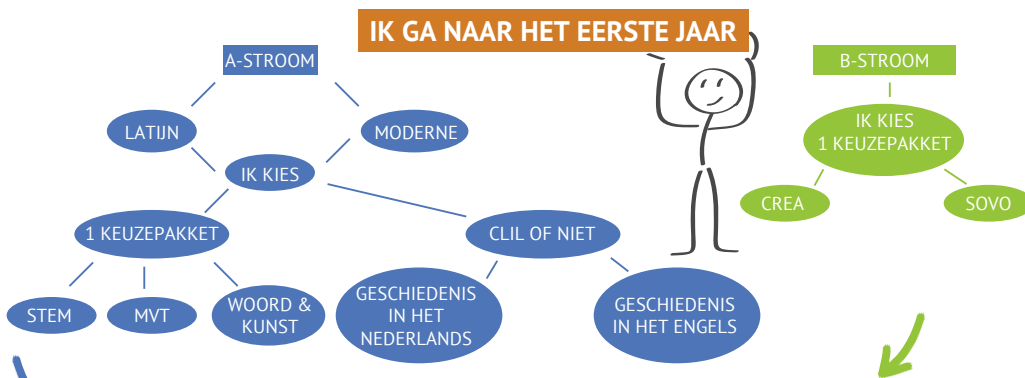 IK GA NAAR HET EERSTE JAAR
A-STROOM
LATIJN
MODERNE
IK KIES
1 KEUZEPAKKET
CLIL OF NIET
STEM
MVT
WOORD &
KUNST
GESCHIEDENIS
IN HET
NEDERLANDS
GESCHIEDENIS
IN HET ENGELS
B-STROOM
IK KIES
1 KEUZEPAKKET
CREA
SOVO